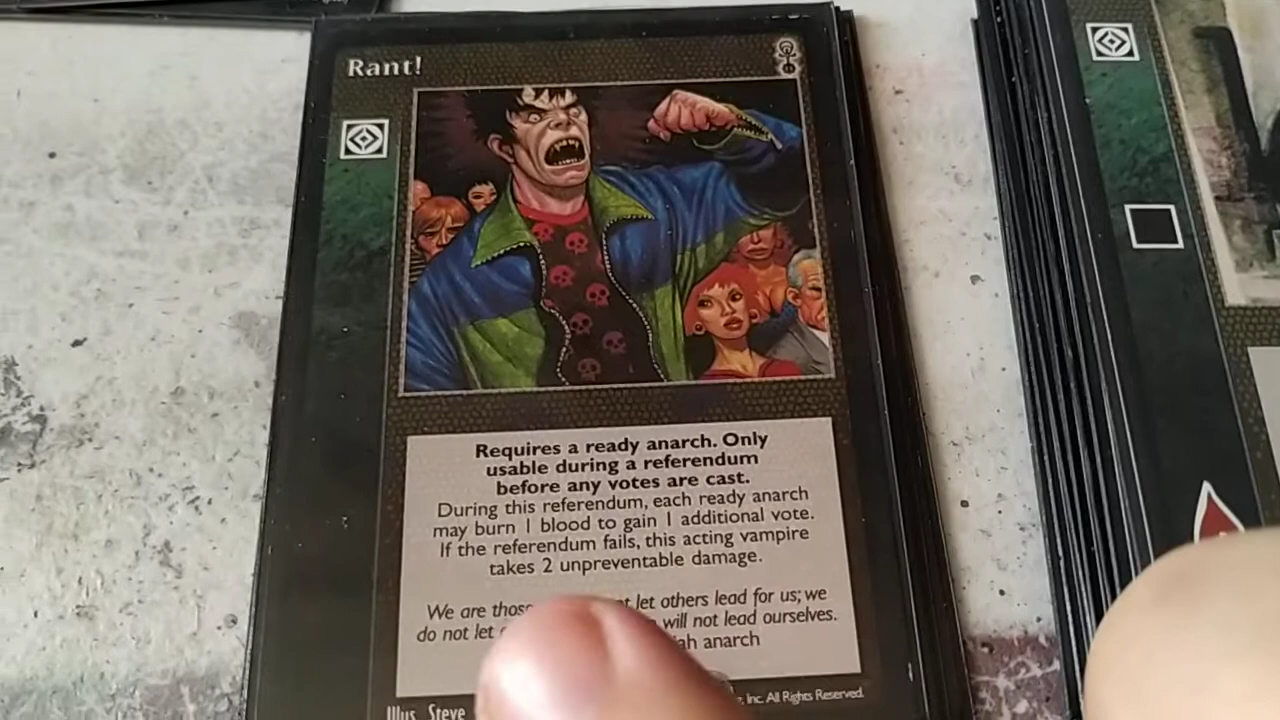 Rant!
Requires a ready anarch. Only
usable during a referendum
before any votes are cast.
During this referendum, each ready anarch
may burn 1 blood to gain 1 additional vote.
If the referendum fails, this acting vampire
takes 2 unpreventable damage.
We are let others lead for us; we
do not let will not lead ourselves.
anarch
Inc. All Rights Reserved.
Illus. Steve